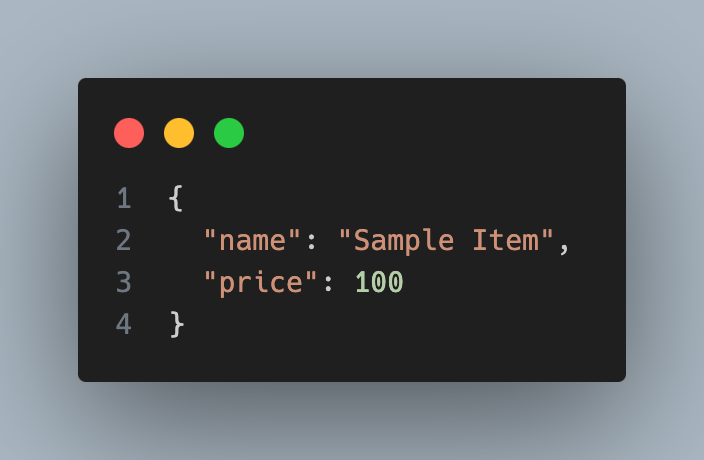 1 {
2   "name": "Sample Item",
3   "price": 100
4 }